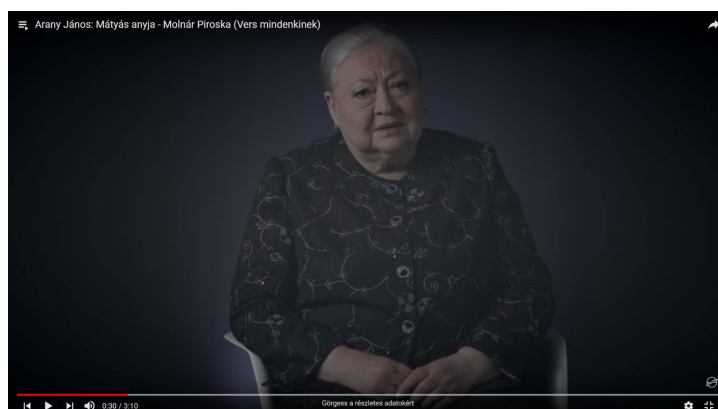 Arany János: Mátyás anyja - Molnár Piroska (Vers mindenkinek)
0:30 / 3:10
Görgess a részletes adatokért